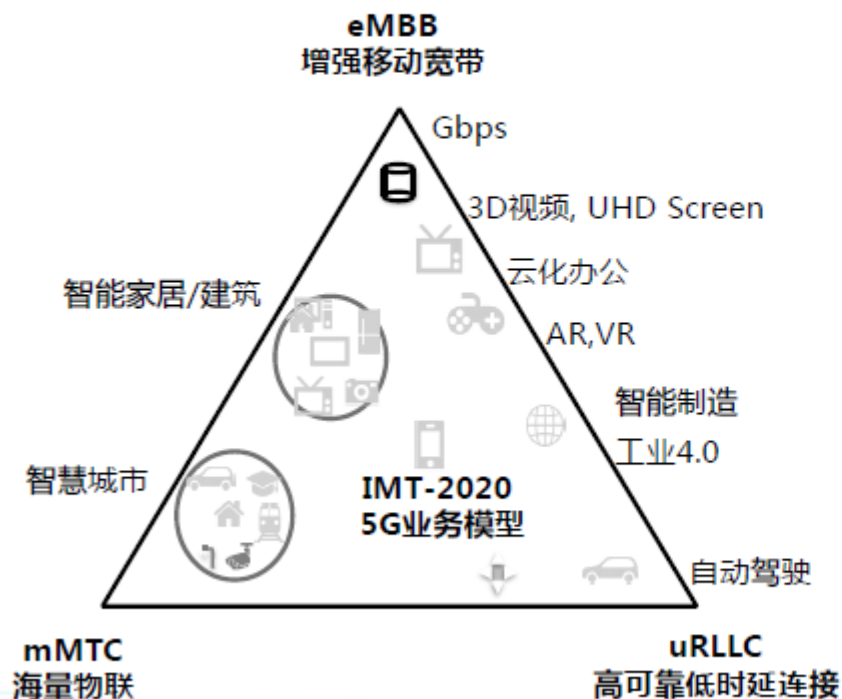 eMBB
增强移动宽带
Gbps
3D视频, UHD Screen
云化办公
智能家居/建筑
AR,VR
智能制造
工业4.0
智慧城市
IMT-2020
5G业务模型
自动驾驶
mMTC
海量物联
uRLLC
高可靠低时延连接